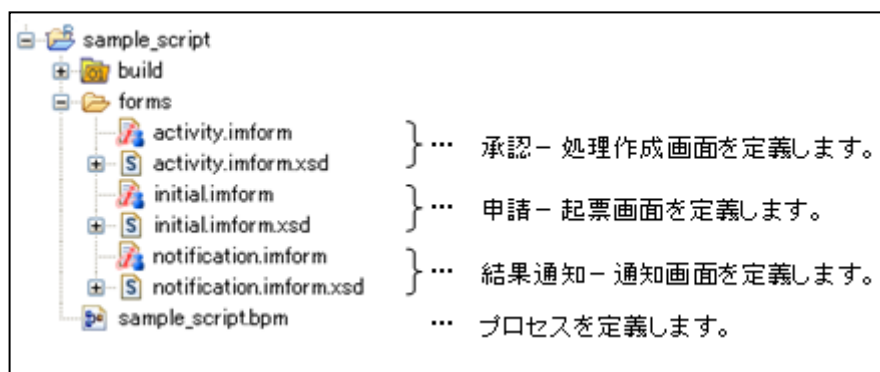 sample_script
build
forms
activity.imform
activity.imform.xsd
… 承認－処理作成画面を定義します。
initial.imform
initial.imform.xsd
… 申請－起票画面を定義します。
notification.imform
notification.imform.xsd
… 結果通知－通知画面を定義します。
sample_script.bpm … プロセスを定義します。